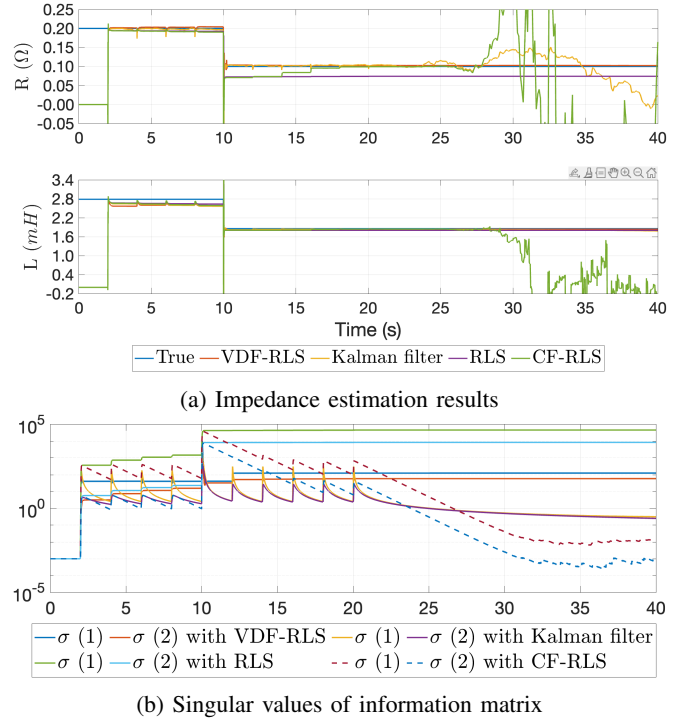 0.25
0.20
0.15
0.10
0.05
-0.00
-0.05
R (Ω)
0 5 10 15 20 25 30 35 40
3.4
2.8
2.2
1.6
1.0
0.4
-0.2
L (mH)
0 5 10 15 20 25 30 35 40
Time (s)
True VDF-RLS Kalman filter RLS CF-RLS
(a) Impedance estimation results
10^5
10^0
10^-5
0 5 10 15 20 25 30 35 40
σ (1) σ (2) with VDF-RLS σ (1) σ (2) with Kalman filter
σ (1) σ (2) with RLS σ (1) σ (2) with CF-RLS
(b) Singular values of information matrix